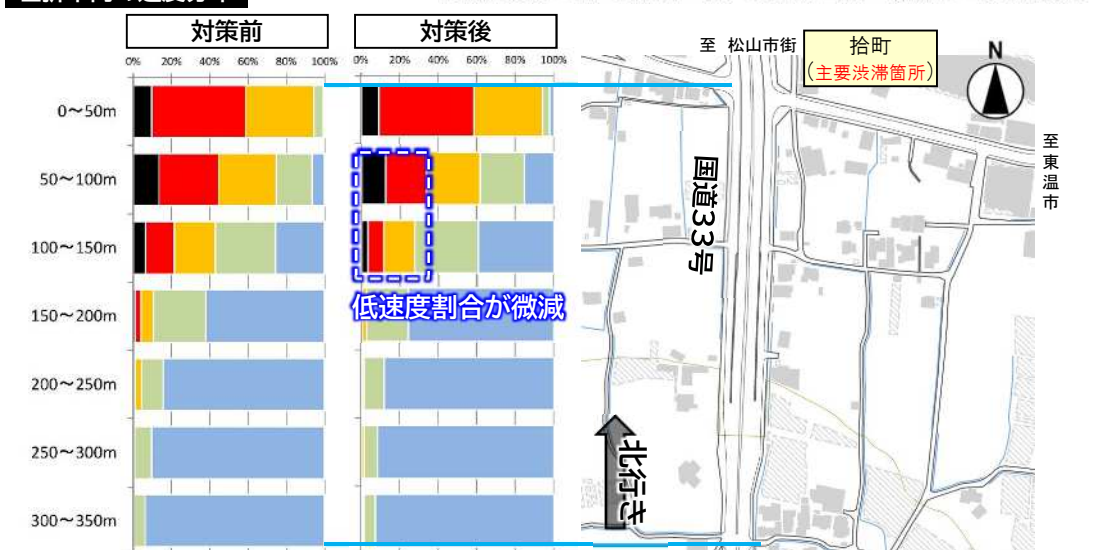 対策前
対策後
0% 20% 40% 60% 80% 100%
0% 20% 40% 60% 80% 100%
0～50m
50～100m
100～150m
150～200m
200～250m
250～300m
300～350m
低速度割合が微減
至 松山市街
拾町
(主要渋滞箇所)
N
至東温市
国道33号
北行き